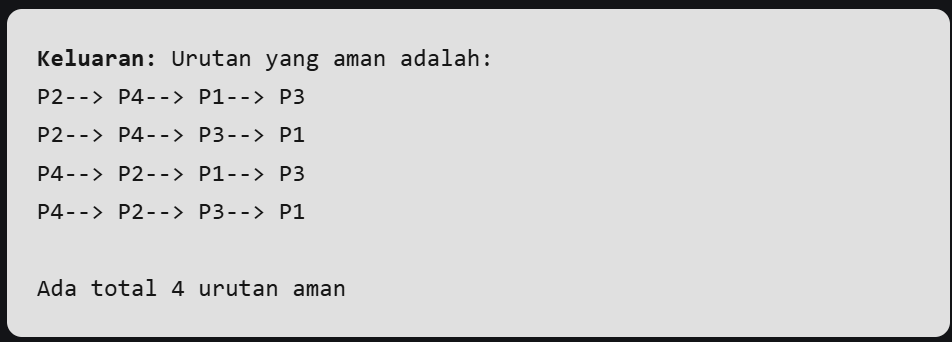 Keluaran: Urutan yang aman adalah:
P2--> P4--> P1--> P3
P2--> P4--> P3--> P1
P4--> P2--> P1--> P3
P4--> P2--> P3--> P1
Ada total 4 urutan aman